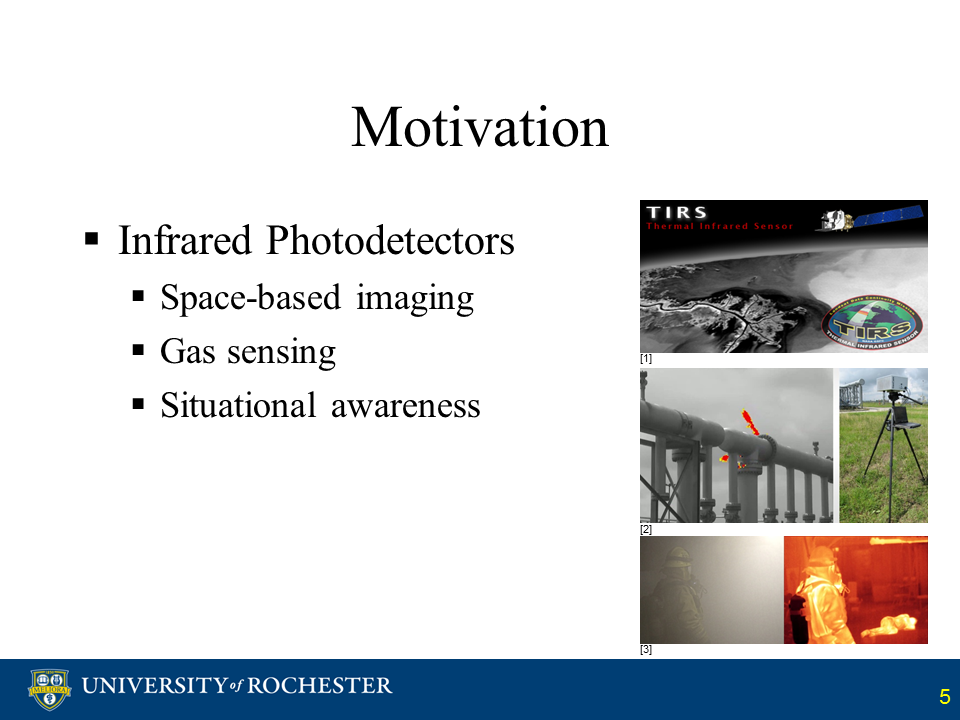 Motivation
▪ Infrared Photodetectors
▪ Space-based imaging
▪ Gas sensing
▪ Situational awareness
TIRS
Thermal Infrared Sensor
TIRS
THERMAL INFRARED SENSOR
[1]
[2]
[3]
MELIORA
UNIVERSITY of ROCHESTER
5